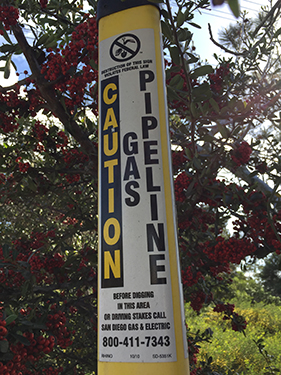 DESTRUCTION OF THIS SIGN
VIOLATES FEDERAL LAW
CAUTION
GAS
PIPELINE
BEFORE DIGGING
IN THIS AREA
OR DRIVING STAKES CALL
SAN DIEGO GAS & ELECTRIC
800-411-7343
RHINO